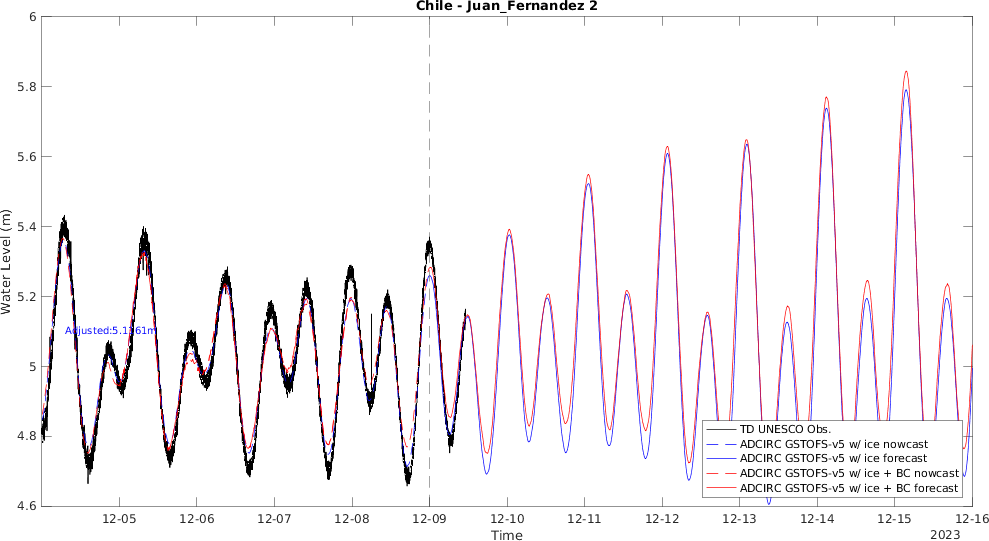 Chile - Juan_Fernandez 2
6
5.8
5.6
5.4
5.2
5
4.8
4.6
Water Level (m)
Adjusted:5.1161m
TD UNESCO Obs.
ADCIRC GSTOFS-v5 w/ ice nowcast
ADCIRC GSTOFS-v5 w/ ice forecast
ADCIRC GSTOFS-v5 w/ ice + BC nowcast
ADCIRC GSTOFS-v5 w/ ice + BC forecast
12-05 12-06 12-07 12-08 12-09 12-10 12-11 12-12 12-13 12-14 12-15 12-16
Time
2023